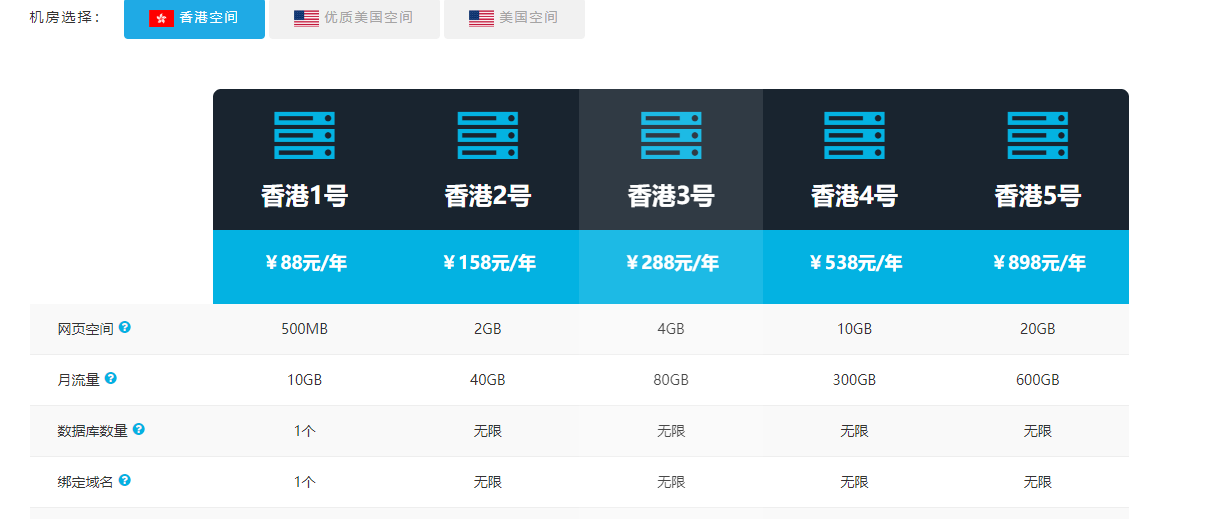 机房选择： 香港空间 优质美国空间 美国空间
香港1号 香港2号 香港3号 香港4号 香港5号
￥88元/年 ￥158元/年 ￥288元/年 ￥538元/年 ￥898元/年
网页空间 ? 500MB 2GB 4GB 10GB 20GB
月流量 ? 10GB 40GB 80GB 300GB 600GB
数据库数量 ? 1个 无限 无限 无限 无限
绑定域名 ? 1个 无限 无限 无限 无限